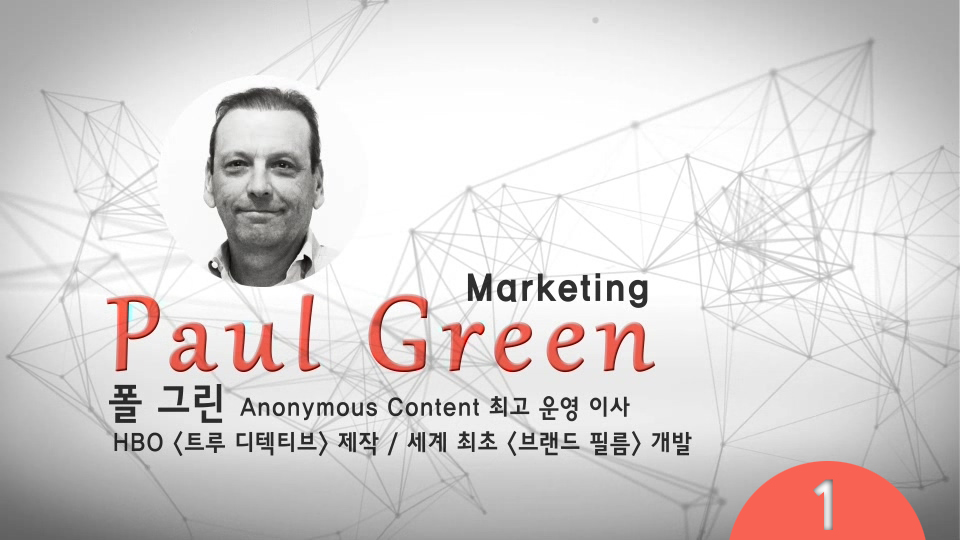 Marketing
Paul Green
폴 그린 Anonymous Content 최고 운영 이사
HBO 〈트루 디텍티브〉 제작 / 세계 최초 〈브랜드 필름〉 개발
1